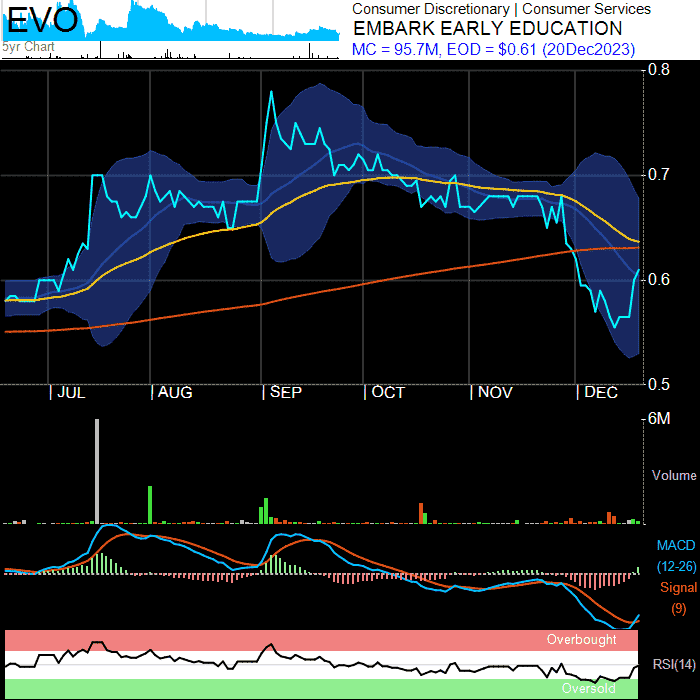 EVO
5yr Chart
Consumer Discretionary | Consumer Services
EMBARK EARLY EDUCATION
MC = 95.7M, EOD = $0.61 (20Dec2023)
0.8
0.7
0.6
0.5
| JUL | AUG | SEP | OCT | NOV | DEC
6M
Volume
MACD
(12-26)
Signal
(9)
Overbought
RSI(14)
Oversold